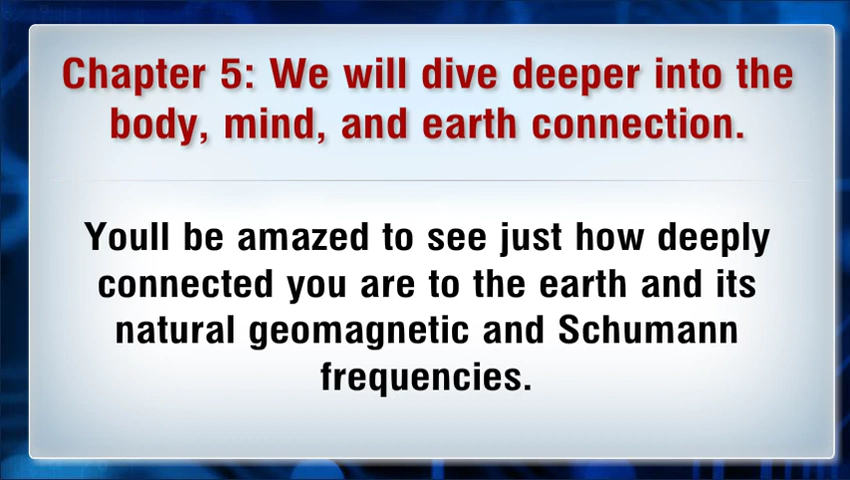 Chapter 5: We will dive deeper into the
body, mind, and earth connection.
Youll be amazed to see just how deeply
connected you are to the earth and its
natural geomagnetic and Schumann
frequencies.